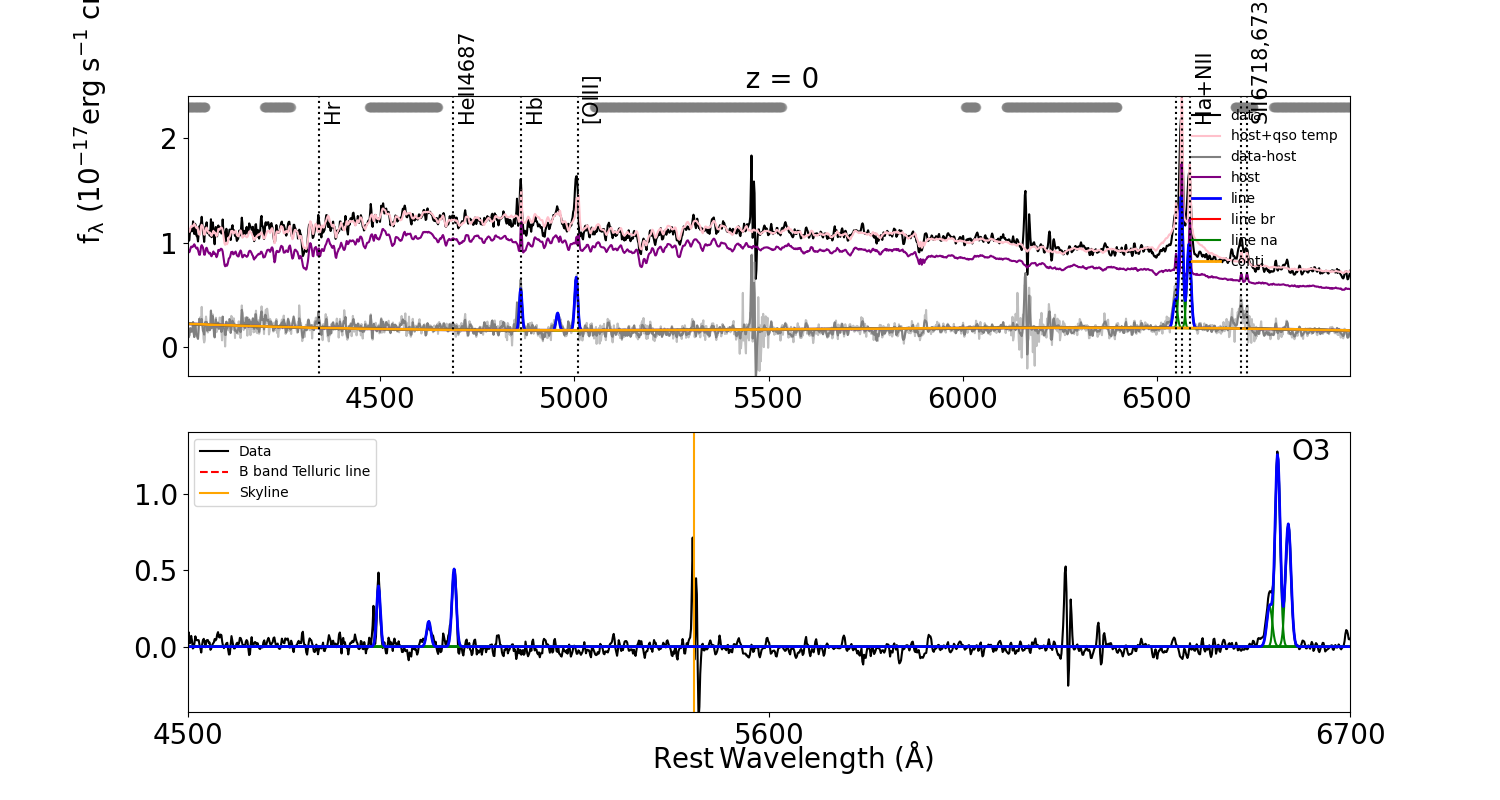 z = 0
fλ (10−17erg s−1 c
Hr
HeII4687
Hb
[OIII]
Ha+NII
SII6718,673
data
host+qso temp
data-host
host
line
line br
line na
conti
2
1
0
4500
5000
5500
6000
6500
Data
B band Telluric line
Skyline
O3
1.0
0.5
0.0
4500
5600
6700
Rest Wavelength (Å)